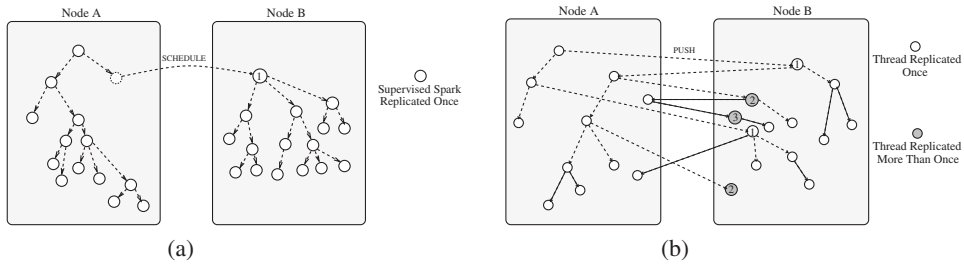 Node A
Node B
SCHEDULE
1
Supervised Spark
Replicated Once
(a)
Node A
Node B
PUSH
1
2
3
1
2
Thread Replicated
Once
Thread Replicated
More Than Once
(b)